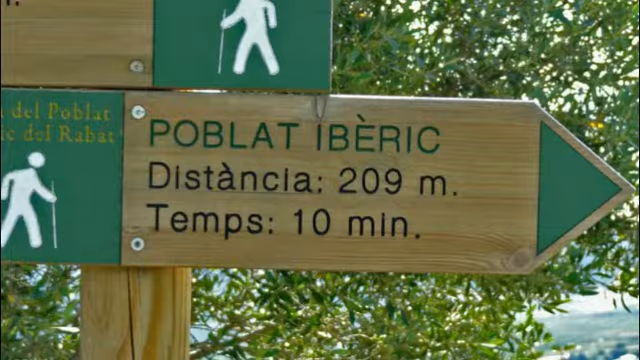 del Poblat
del Rabat
POBLAT IBÈRIC
Distància: 209 m.
Temps: 10 min.